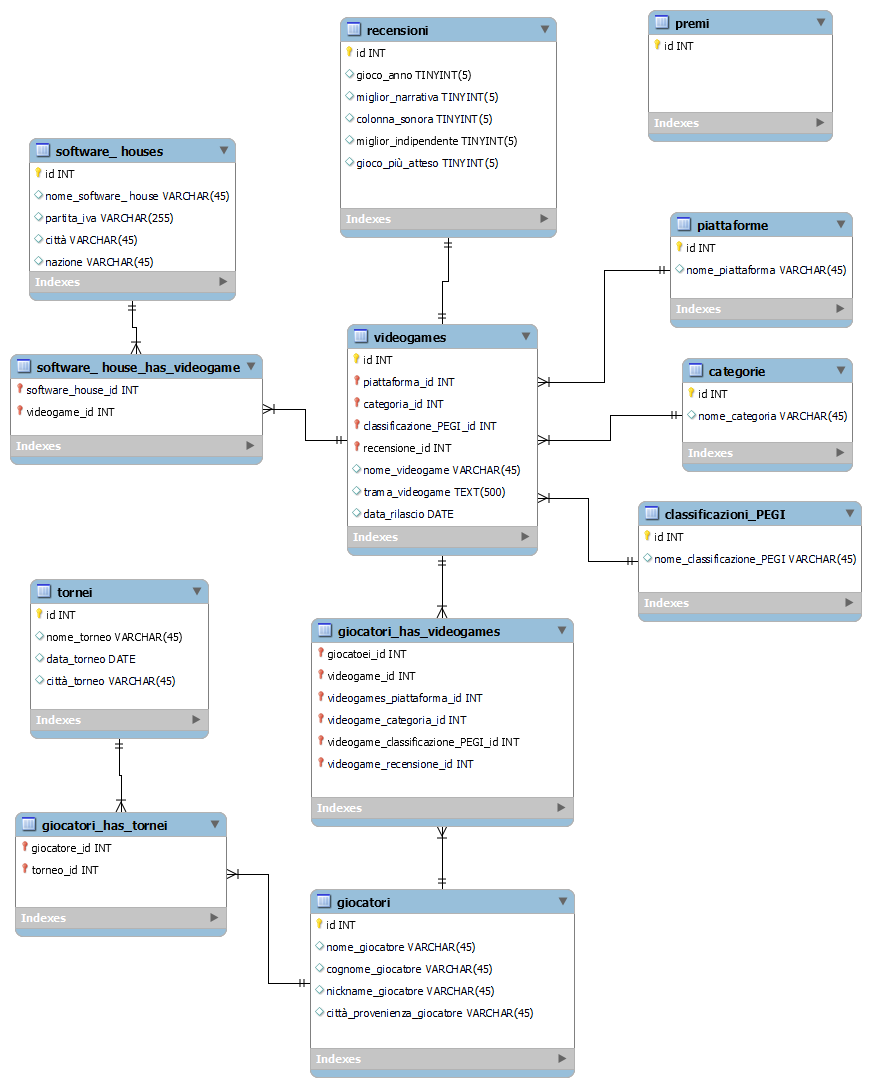 recensioni
id INT
gioco_anno TINYINT(5)
miglior_narrativa TINYINT(5)
colonna_sonora TINYINT(5)
miglior_indipendente TINYINT(5)
gioco_più_atteso TINYINT(5)
Indexes
premi
id INT
Indexes
software_ houses
id INT
nome_software_ house VARCHAR(45)
partita_iva VARCHAR(255)
città VARCHAR(45)
nazione VARCHAR(45)
Indexes
piattaforme
id INT
nome_piattaforma VARCHAR(45)
Indexes
software_ house_has_videogame
software_house_id INT
videogame_id INT
Indexes
videogames
id INT
piattaforma_id INT
categoria_id INT
classificazione_PEGI_id INT
recensione_id INT
nome_videogame VARCHAR(45)
trama_videogame TEXT(500)
data_rilascio DATE
Indexes
categorie
id INT
nome_categoria VARCHAR(45)
Indexes
classificazioni_PEGI
id INT
nome_classificazione_PEGI VARCHAR(45)
Indexes
tornei
id INT
nome_torneo VARCHAR(45)
data_torneo DATE
città_torneo VARCHAR(45)
Indexes
giocatori_has_videogames
giocatoei_id INT
videogame_id INT
videogames_piattaforma_id INT
videogame_categoria_id INT
videogame_classificazione_PEGI_id INT
videogame_recensione_id INT
Indexes
giocatori_has_tornei
giocatore_id INT
torneo_id INT
Indexes
giocatori
id INT
nome_giocatore VARCHAR(45)
cognome_giocatore VARCHAR(45)
nickname_giocatore VARCHAR(45)
città_provenienza_giocatore VARCHAR(45)
Indexes